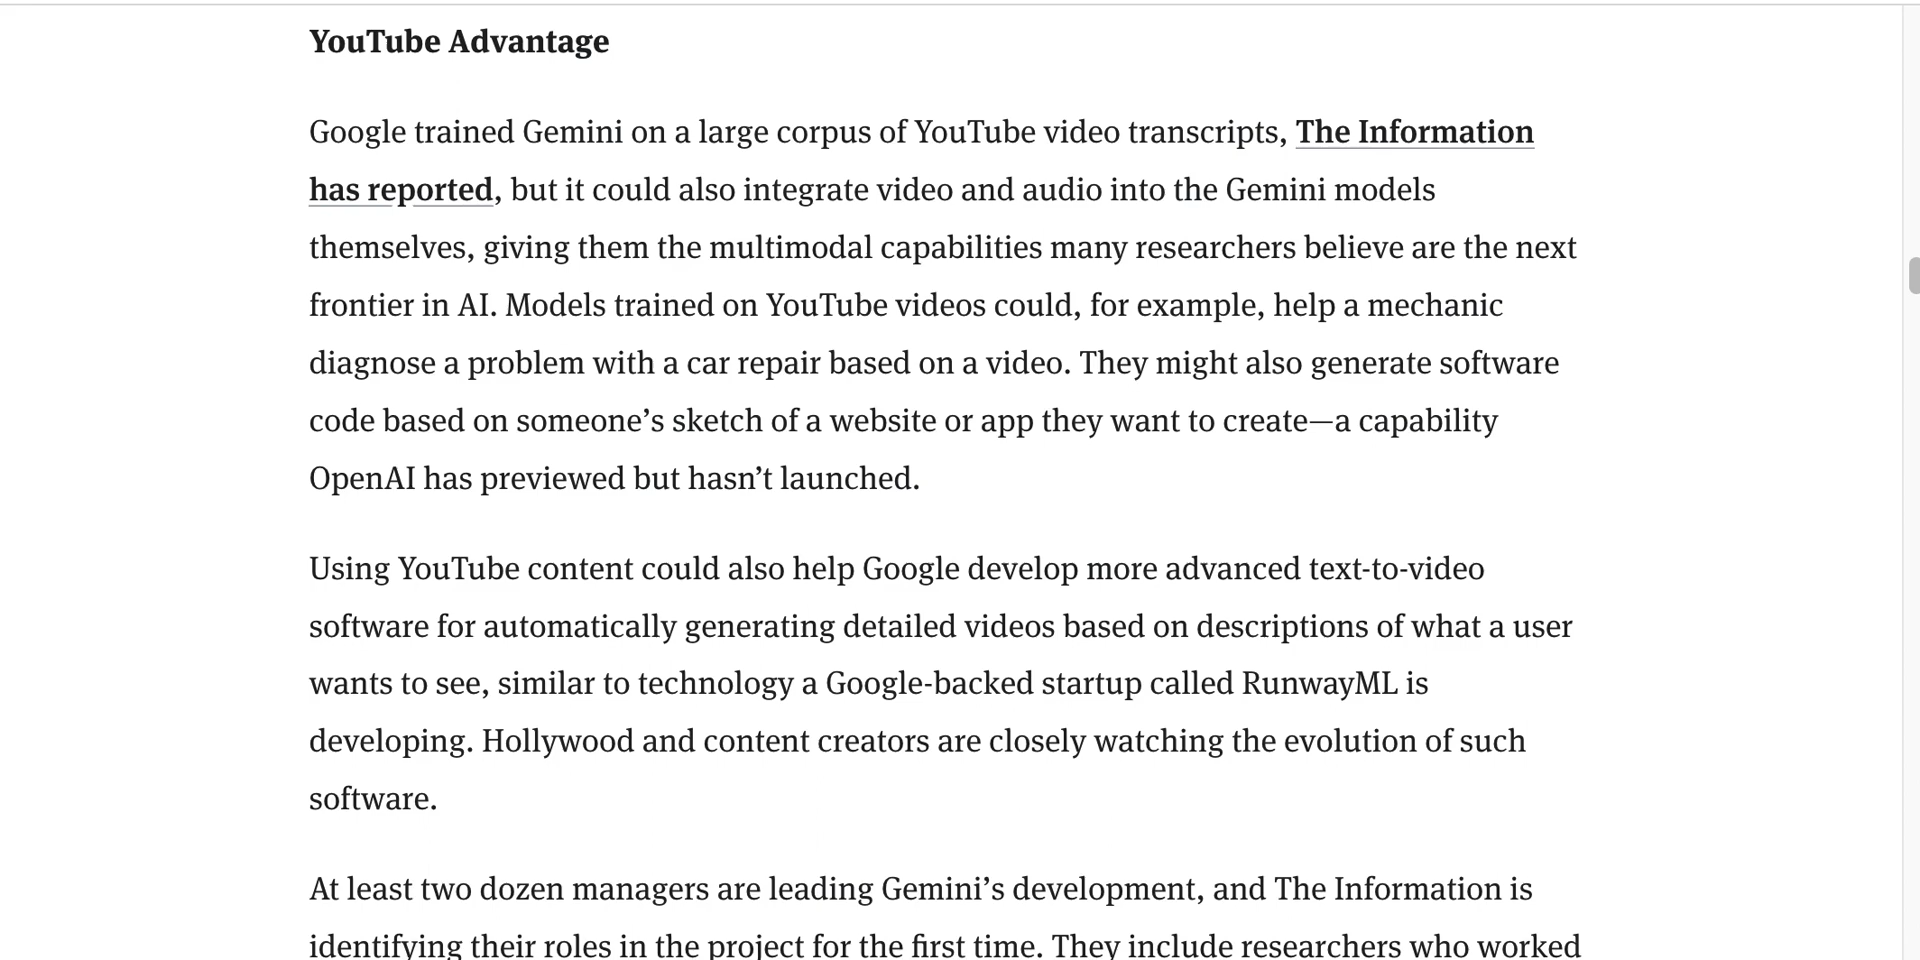 YouTube Advantage
Google trained Gemini on a large corpus of YouTube video transcripts, The Information
has reported, but it could also integrate video and audio into the Gemini models
themselves, giving them the multimodal capabilities many researchers believe are the next
frontier in AI. Models trained on YouTube videos could, for example, help a mechanic
diagnose a problem with a car repair based on a video. They might also generate software
code based on someone’s sketch of a website or app they want to create—a capability
OpenAI has previewed but hasn’t launched.
Using YouTube content could also help Google develop more advanced text-to-video
software for automatically generating detailed videos based on descriptions of what a user
wants to see, similar to technology a Google-backed startup called RunwayML is
developing. Hollywood and content creators are closely watching the evolution of such
software.
At least two dozen managers are leading Gemini’s development, and The Information is
identifying their roles in the project for the first time. They include researchers who worked